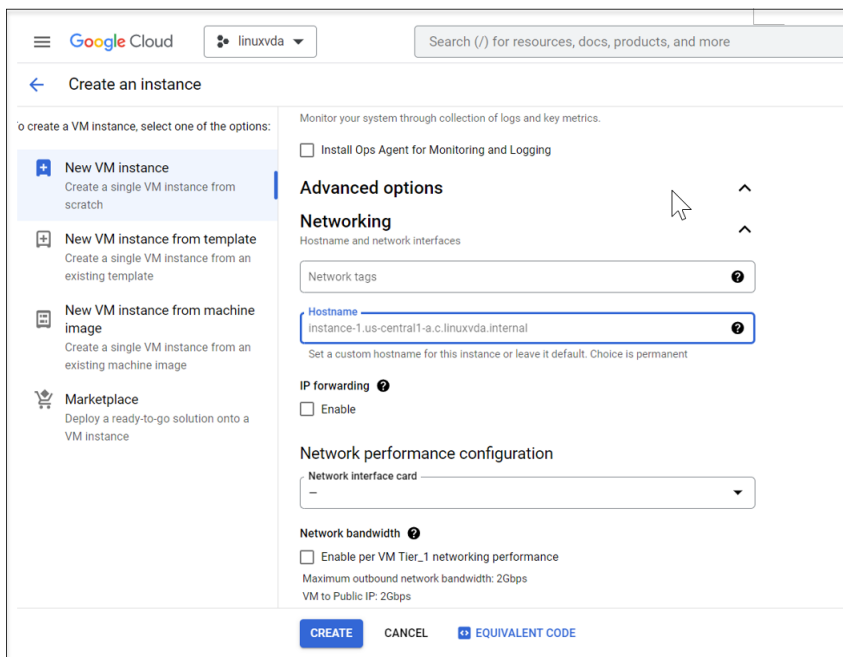 Google Cloud
linuxvda
Search (/) for resources, docs, products, and more
Create an instance
o create a VM instance, select one of the options:
New VM instance
Create a single VM instance from
scratch
New VM instance from template
Create a single VM instance from an
existing template
New VM instance from machine
image
Create a single VM instance from an
existing machine image
Marketplace
Deploy a ready-to-go solution onto a
VM instance
Monitor your system through collection of logs and key metrics.
Install Ops Agent for Monitoring and Logging
Advanced options
Networking
Hostname and network interfaces
Network tags
Hostname
instance-1.us-central1-a.c.linuxvda.internal
Set a custom hostname for this instance or leave it default. Choice is permanent
IP forwarding
Enable
Network performance configuration
Network interface card
–
Network bandwidth
Enable per VM Tier_1 networking performance
Maximum outbound network bandwidth: 2Gbps
VM to Public IP: 2Gbps
CREATE CANCEL EQUIVALENT CODE